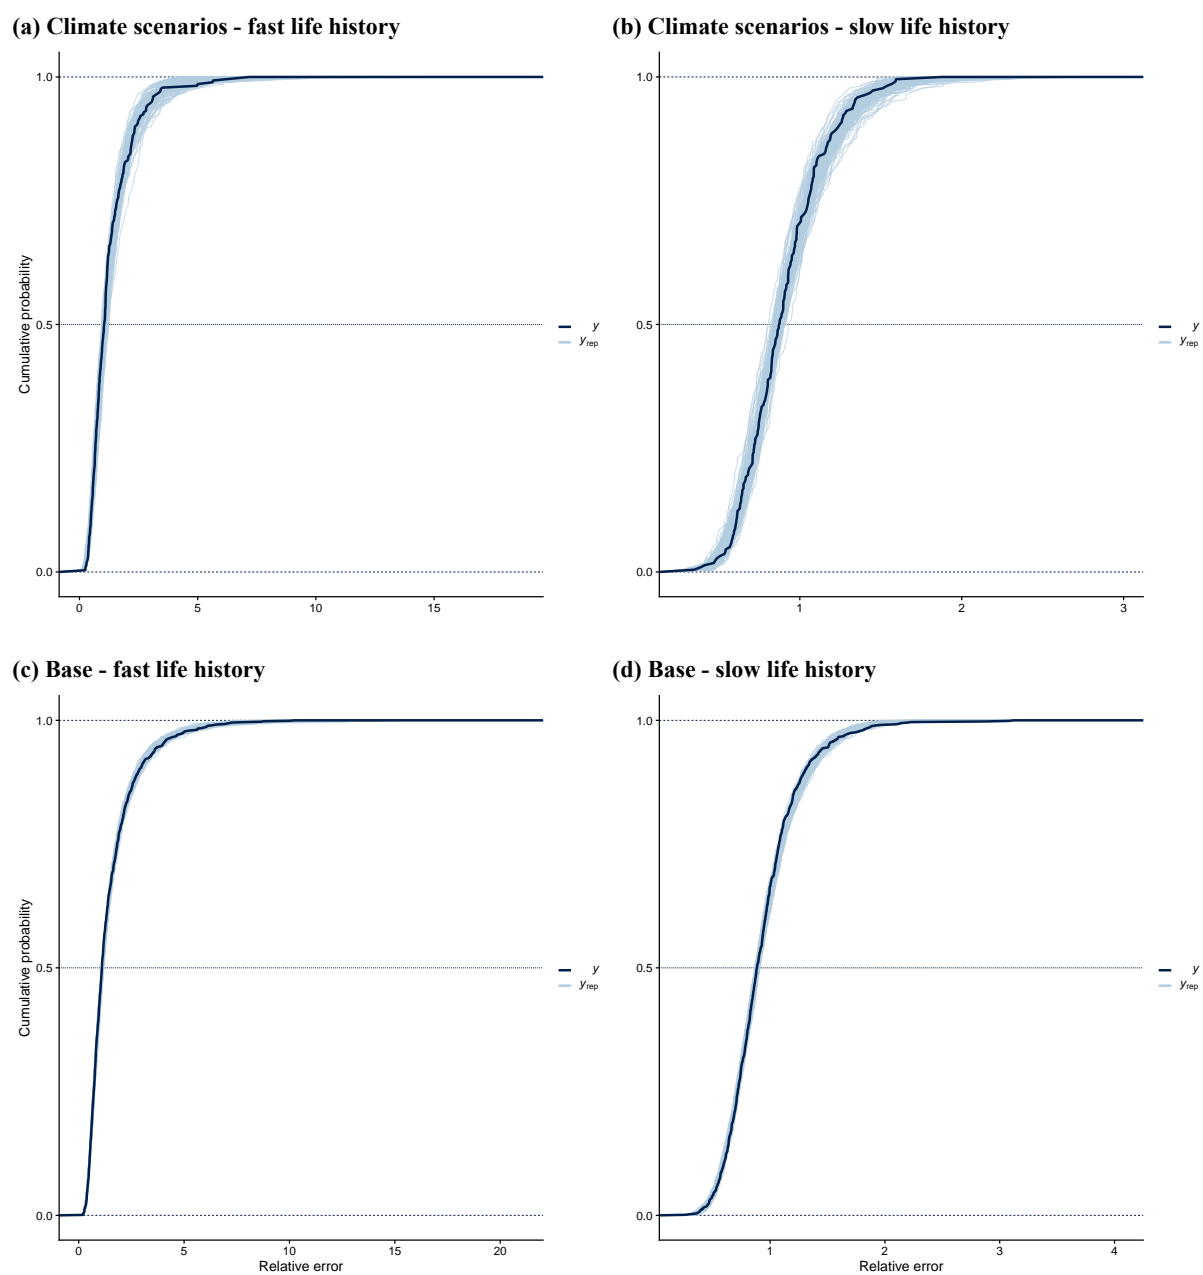 (a) Climate scenarios - fast life history
(b) Climate scenarios - slow life history
1.0
0.5
0.0
Cumulative probability
0 5 10 15
y
yrep
1.0
0.5
0.0
1 2 3
y
yrep
(c) Base - fast life history
(d) Base - slow life history
1.0
0.5
0.0
Cumulative probability
0 5 10 15 20
Relative error
y
yrep
1.0
0.5
0.0
1 2 3 4
Relative error
y
yrep